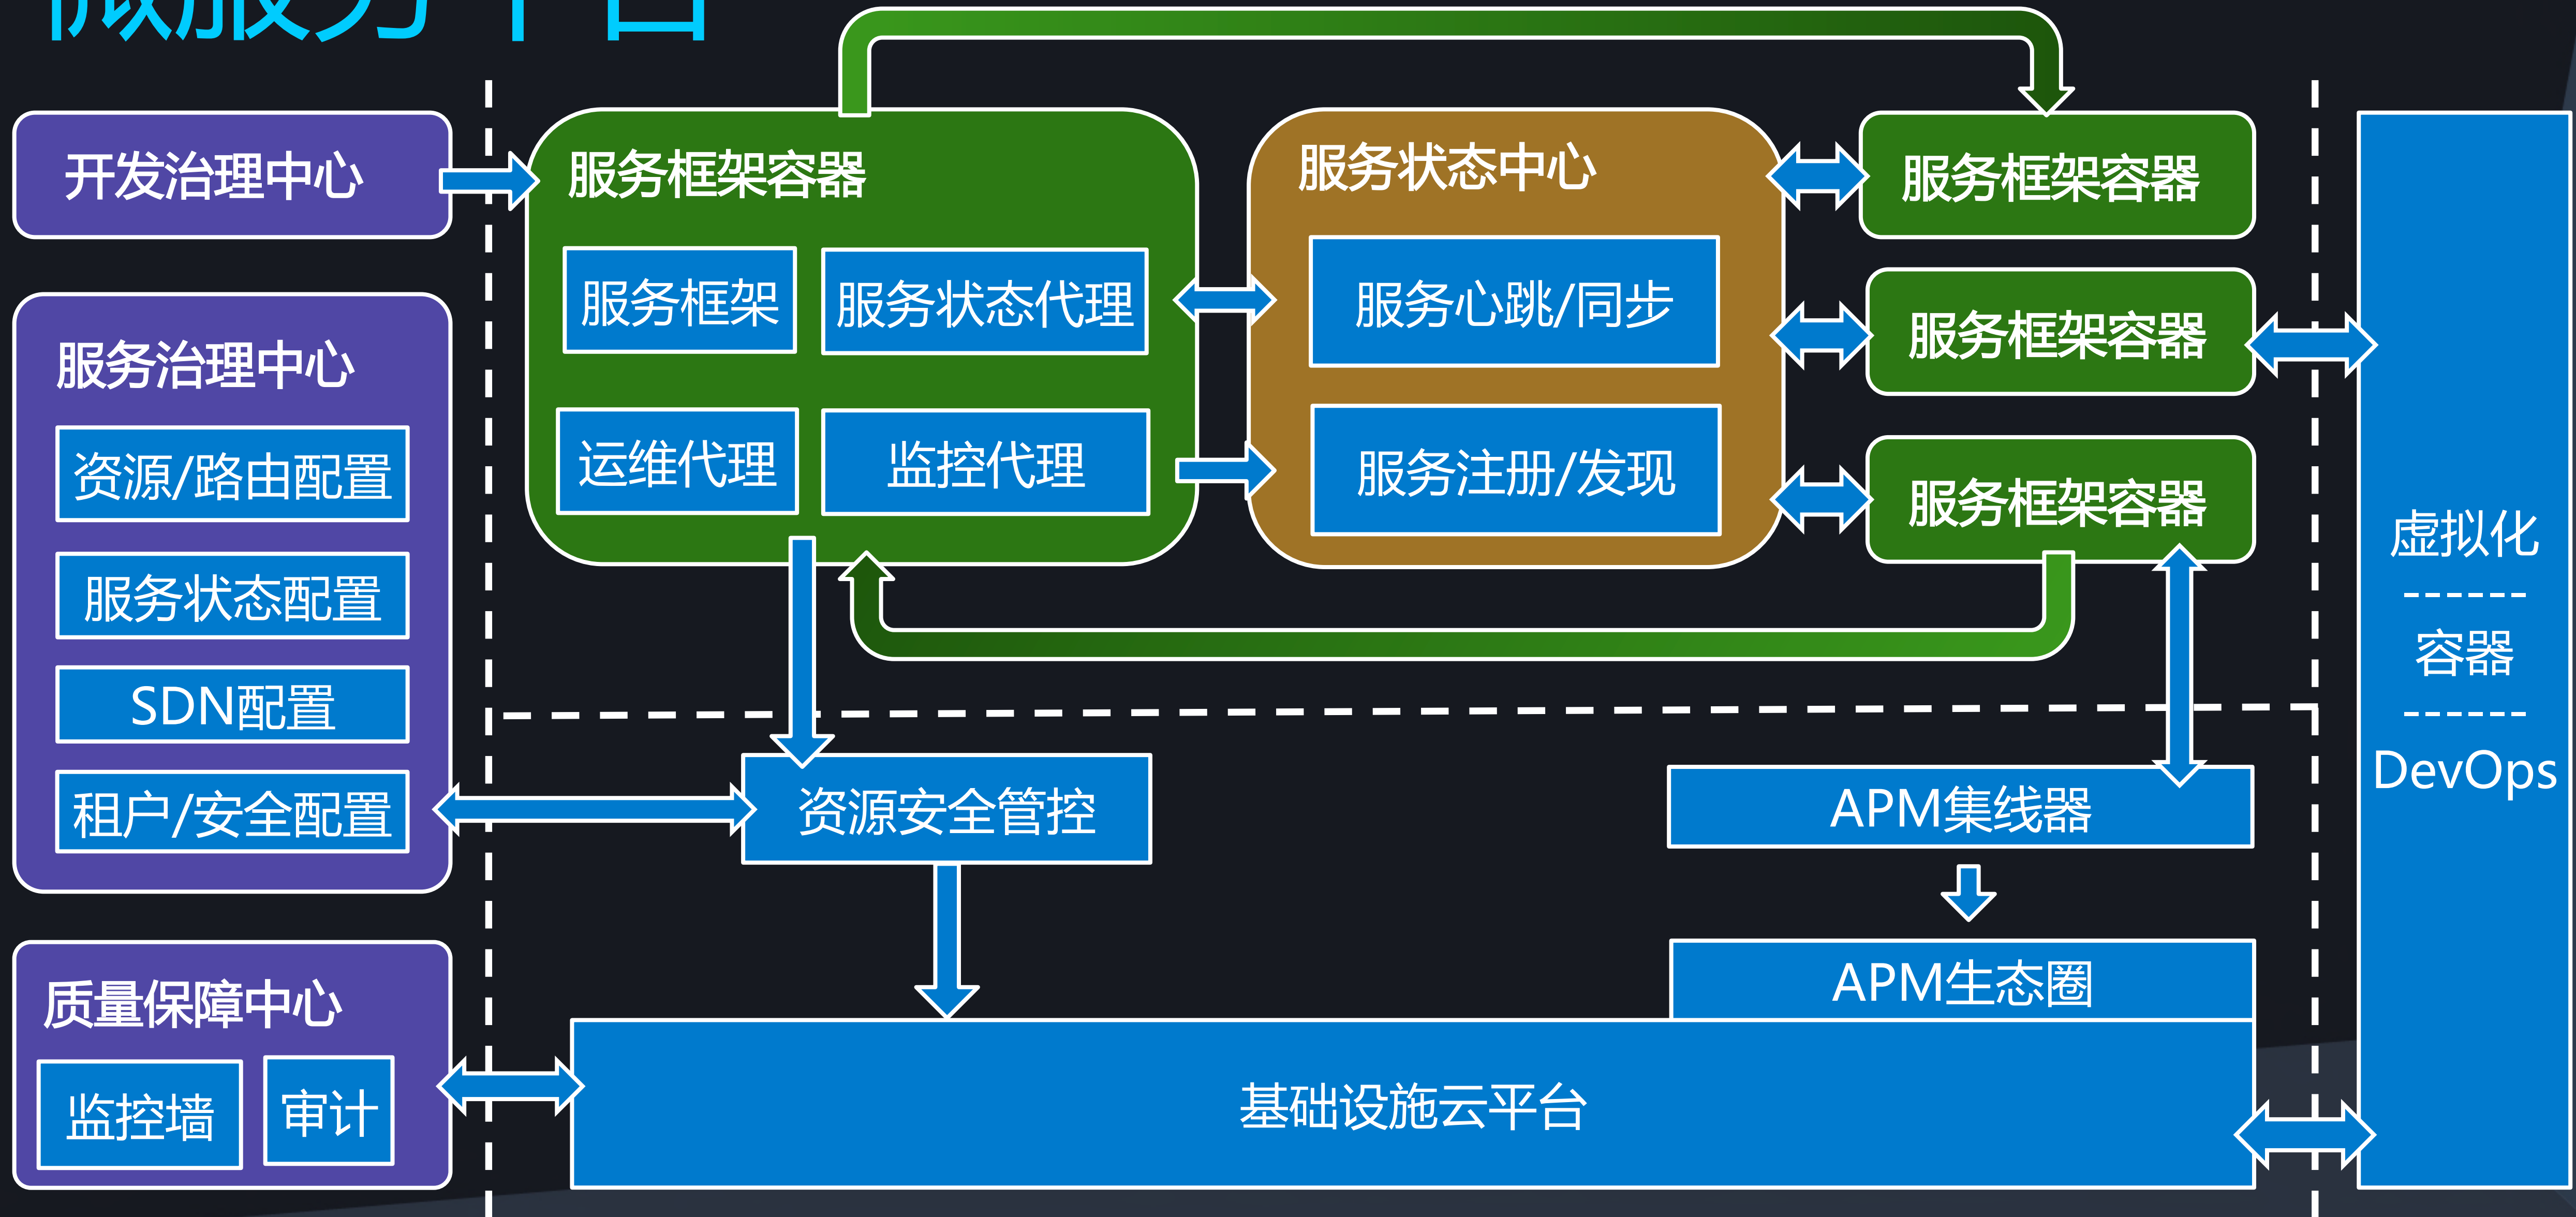 微服务平台
开发治理中心
服务治理中心
资源/路由配置
服务状态配置
SDN配置
租户/安全配置
质量保障中心
监控墙
审计
服务框架容器
服务框架
服务状态代理
运维代理
监控代理
服务状态中心
服务心跳/同步
服务注册/发现
服务框架容器
服务框架容器
服务框架容器
资源安全管控
APM集线器
APM生态圈
基础设施云平台
虚拟化
容器
DevOps